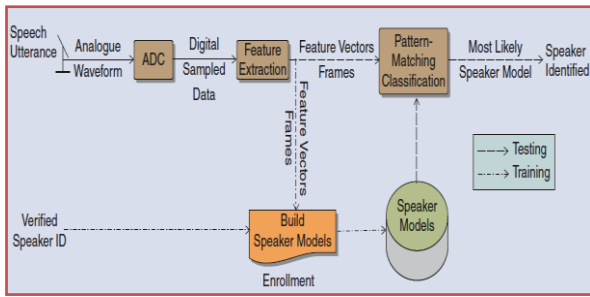 Speech
Utterance
Analogue
Waveform
ADC
Digital
Sampled
Data
Feature
Extraction
Feature Vectors
Frames
Pattern-
Matching
Classification
Most Likely
Speaker Model
Speaker
Identified
Feature Vectors
Frames
Testing
Training
Verified
Speaker ID
Build
Speaker Models
Enrollment
Speaker
Models